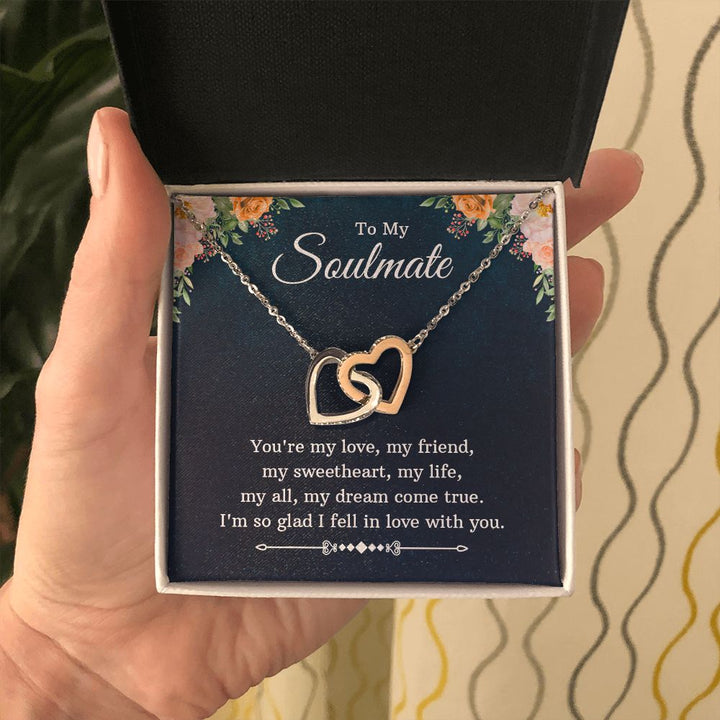 To My
Soulmate
You're my love, my friend,
my sweetheart, my life,
my all, my dream come true.
I'm so glad I fell in love with you.